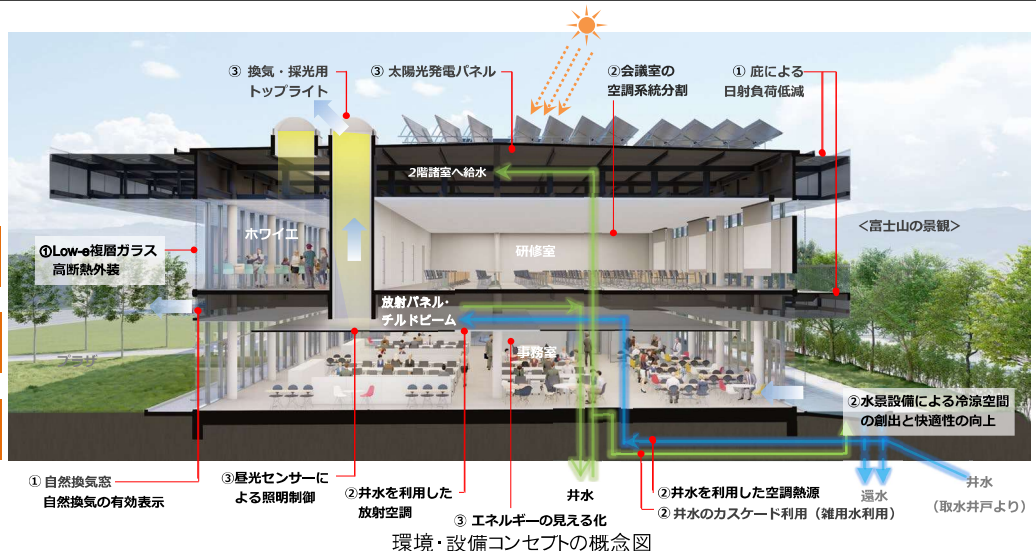 ③ 換気・採光用
トップライト
③ 太陽光発電パネル
②会議室の
空調系統分割
① 庇による
日射負荷低減
2階諸室へ給水
ホワイエ
研修室
<富士山の景観>
①Low-e複層ガラス
高断熱外装
放射パネル・
チルドビーム
事務室
②水景設備による冷涼空間
の創出と快適性の向上
① 自然換気窓
自然換気の有効表示
③昼光センサーに
よる照明制御
②井水を利用した
放射空調
③ エネルギーの見える化
井水
②井水を利用した空調熱源
②井水のカスケード利用（雑用水利用）
還水
井水
（取水井戸より）
環境・設備コンセプトの概念図